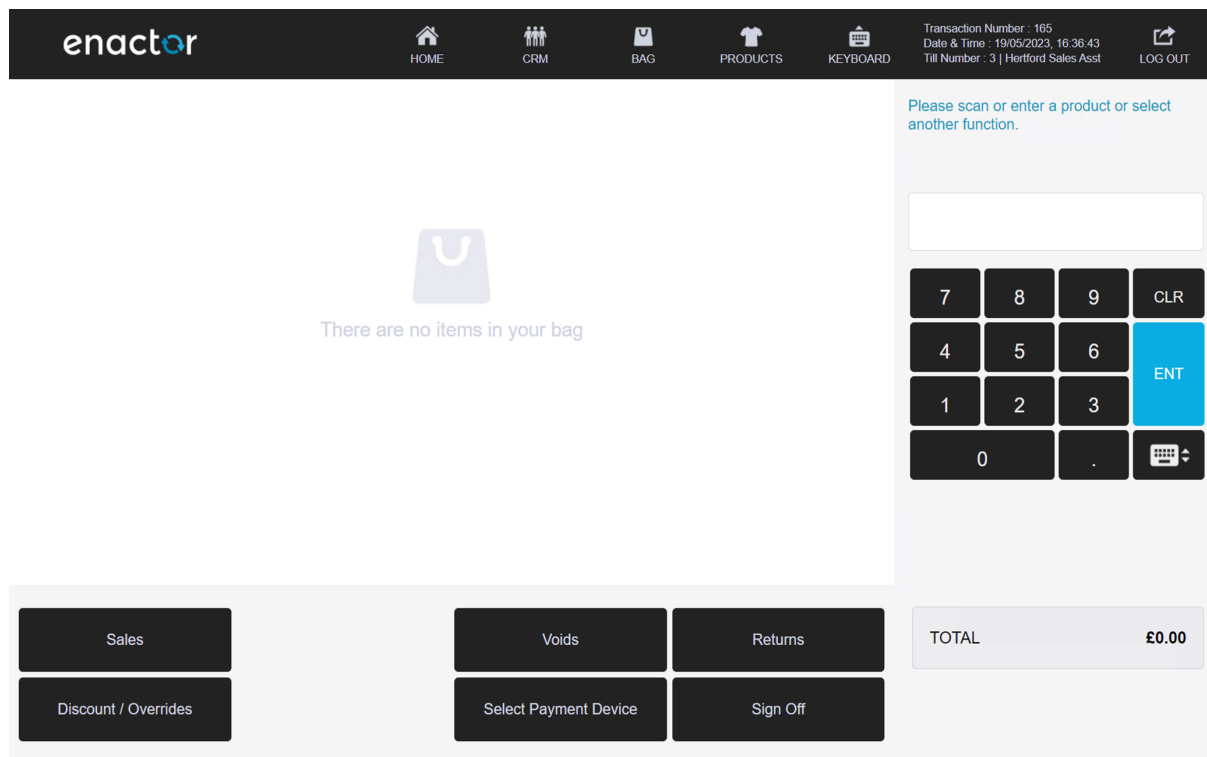 enactor
HOME
CRM
BAG
PRODUCTS
KEYBOARD
Transaction Number : 165
Date & Time : 19/05/2023, 16:36:43
Till Number : 3 | Hertford Sales Asst
LOG OUT
Please scan or enter a product or select
another function.
There are no items in your bag
7 8 9 CLR
4 5 6
ENT
1 2 3
0 .
Sales
Voids
Returns
TOTAL £0.00
Discount / Overrides
Select Payment Device
Sign Off